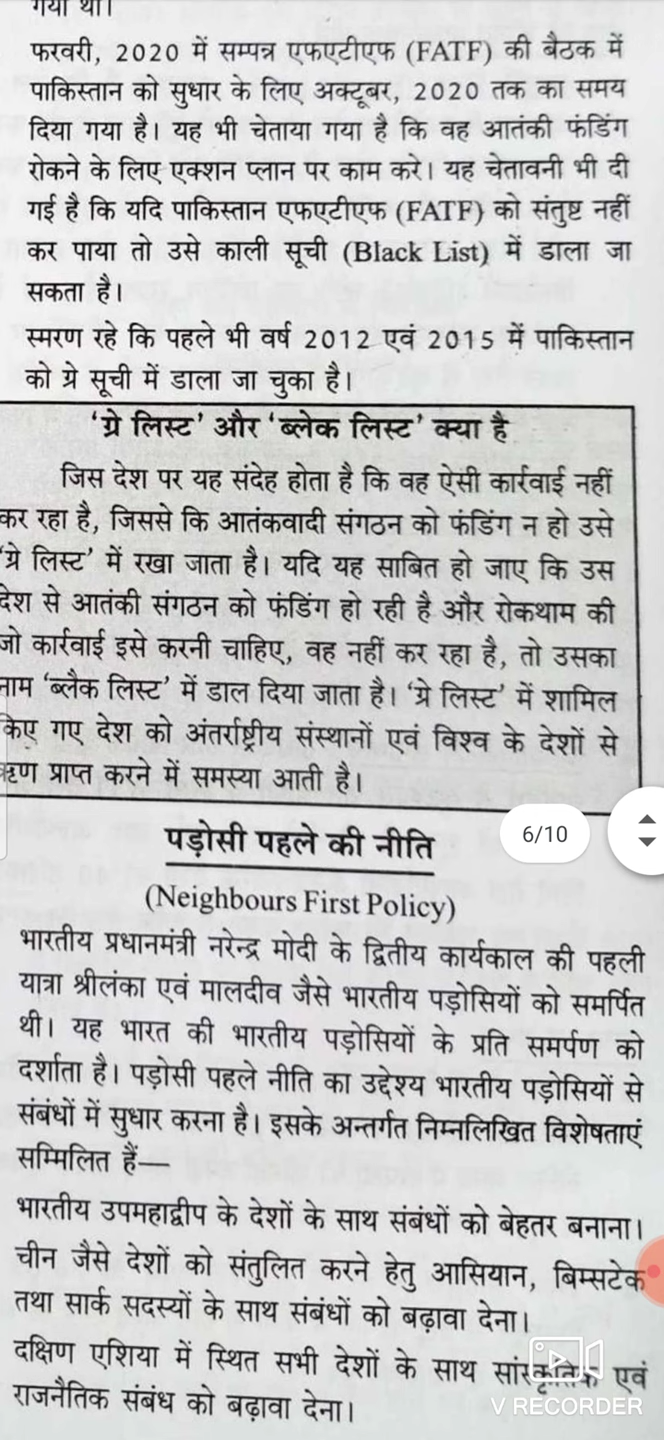 गया था।
फरवरी, 2020 में सम्पन्न एफएटीएफ (FATF) की बैठक में
पाकिस्तान को सुधार के लिए अक्टूबर, 2020 तक का समय
दिया गया है। यह भी चेताया गया है कि वह आतंकी फंडिंग
रोकने के लिए एक्शन प्लान पर काम करे। यह चेतावनी भी दी
गई है कि यदि पाकिस्तान एफएटीएफ (FATF) को संतुष्ट नहीं
कर पाया तो उसे काली सूची (Black List) में डाला जा
सकता है।
स्मरण रहे कि पहले भी वर्ष 2012 एवं 2015 में पाकिस्तान
को ग्रे सूची में डाला जा चुका है।
'ग्रे लिस्ट' और 'ब्लेक लिस्ट' क्या है
जिस देश पर यह संदेह होता है कि वह ऐसी कार्रवाई नहीं
कर रहा है, जिससे कि आतंकवादी संगठन को फंडिंग न हो उसे
'ग्रे लिस्ट' में रखा जाता है। यदि यह साबित हो जाए कि उस
देश से आतंकी संगठन को फंडिंग हो रही है और रोकथाम की
जो कार्रवाई इसे करनी चाहिए, वह नहीं कर रहा है, तो उसका
नाम 'ब्लैक लिस्ट' में डाल दिया जाता है। 'ग्रे लिस्ट' में शामिल
किए गए देश को अंतर्राष्ट्रीय संस्थानों एवं विश्व के देशों से
ऋण प्राप्त करने में समस्या आती है।
पड़ोसी पहले की नीति
6/10
(Neighbours First Policy)
भारतीय प्रधानमंत्री नरेन्द्र मोदी के द्वितीय कार्यकाल की पहली
यात्रा श्रीलंका एवं मालदीव जैसे भारतीय पड़ोसियों को समर्पित
थी। यह भारत की भारतीय पड़ोसियों के प्रति समर्पण को
दर्शाता है। पड़ोसी पहले नीति का उद्देश्य भारतीय पड़ोसियों से
संबंधों में सुधार करना है। इसके अन्तर्गत निम्नलिखित विशेषताएं
सम्मिलित हैं—
भारतीय उपमहाद्वीप के देशों के साथ संबंधों को बेहतर बनाना।
चीन जैसे देशों को संतुलित करने हेतु आसियान, बिम्सटेक
तथा सार्क सदस्यों के साथ संबंधों को बढ़ावा देना।
दक्षिण एशिया में स्थित सभी देशों के साथ सांस्कृतिक एवं
राजनैतिक संबंध को बढ़ावा देना।
V RECORDER